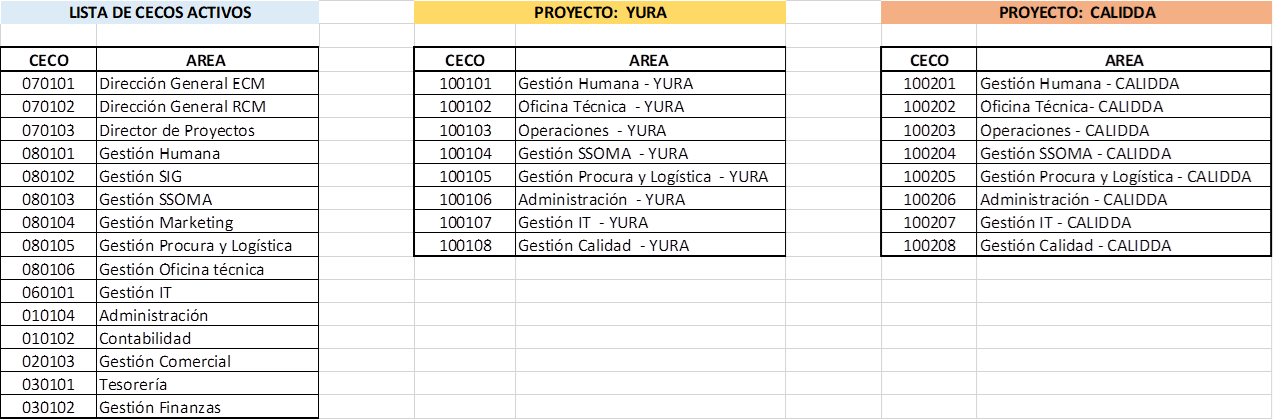 LISTA DE CECOS ACTIVOS PROYECTO: YURA PROYECTO: CALIDDA
CECO AREA CECO AREA CECO AREA
070101 Dirección General ECM 100101 Gestión Humana - YURA 100201 Gestión Humana - CALIDDA
070102 Dirección General RCM 100102 Oficina Técnica - YURA 100202 Oficina Técnica- CALIDDA
070103 Director de Proyectos 100103 Operaciones - YURA 100203 Operaciones - CALIDDA
080101 Gestión Humana 100104 Gestión SSOMA - YURA 100204 Gestión SSOMA - CALIDDA
080102 Gestión SIG 100105 Gestión Procura y Logística - YURA 100205 Gestión Procura y Logística - CALIDDA
080103 Gestión SSOMA 100106 Administración - YURA 100206 Administración - CALIDDA
080104 Gestión Marketing 100107 Gestión IT - YURA 100207 Gestión IT - CALIDDA
080105 Gestión Procura y Logística 100108 Gestión Calidad - YURA 100208 Gestión Calidad - CALIDDA
080106 Gestión Oficina técnica
060101 Gestión IT
010104 Administración
010102 Contabilidad
020103 Gestión Comercial
030101 Tesorería
030102 Gestión Finanzas